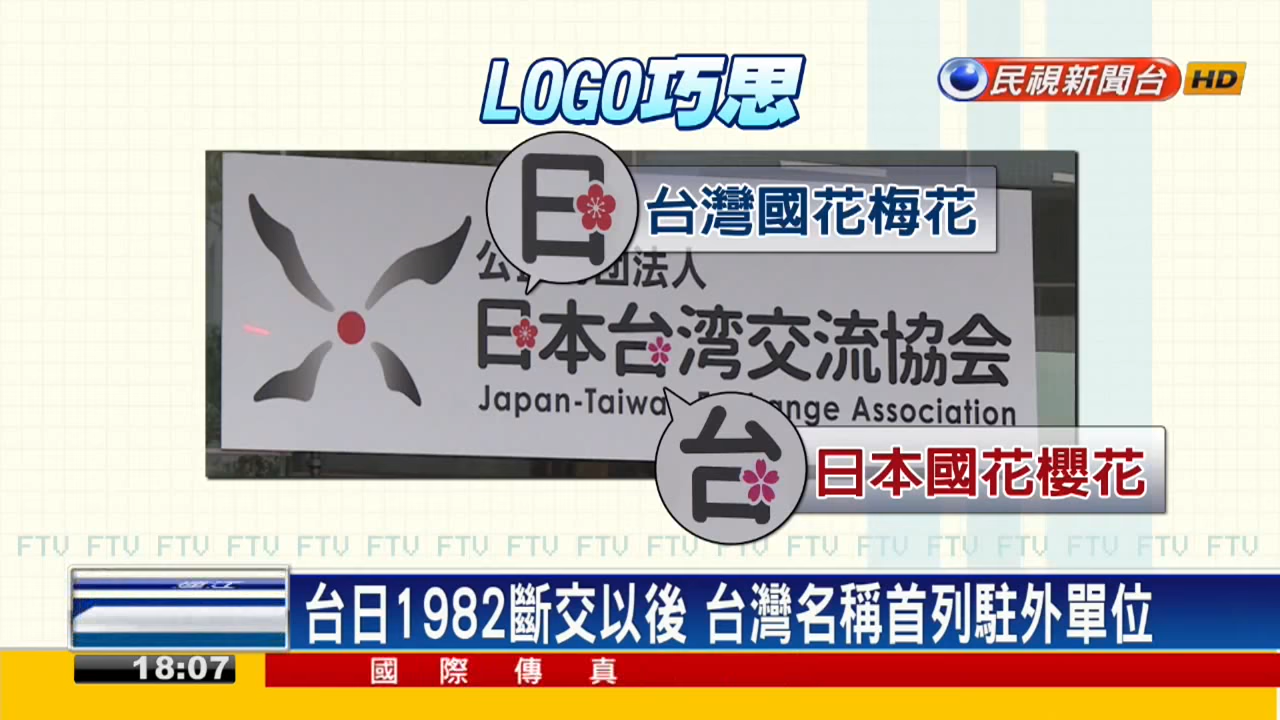 LOGO巧思
民視新聞台 HD
日
台灣國花梅花
団法人
日本台湾交流協会
Japan-Taiwa
ange Association
台
日本國花櫻花
FTV FTV FTV FTV FTV FTV FTV FTV FTV FTV FTV FTV FTV FTV FTV FTV FTV FTV
台日1982斷交以後 台灣名稱首列駐外單位
18:07
國際傳真